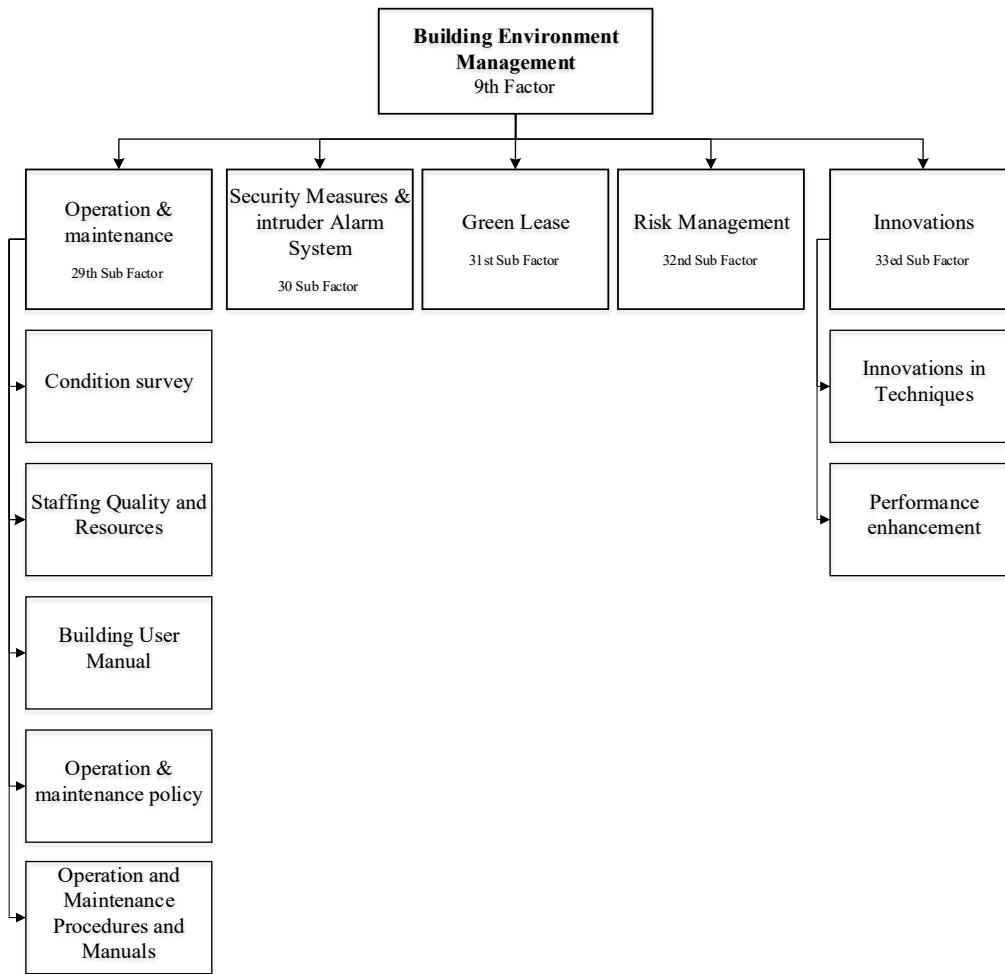 Building Environment
Management
9th Factor
Operation &
maintenance
29th Sub Factor
Security Measures &
intruder Alarm
System
30 Sub Factor
Green Lease
31st Sub Factor
Risk Management
32nd Sub Factor
Innovations
33ed Sub Factor
Condition survey
Staffing Quality and
Resources
Building User
Manual
Operation &
maintenance policy
Operation and
Maintenance
Procedures and
Manuals
Innovations in
Techniques
Performance
enhancement